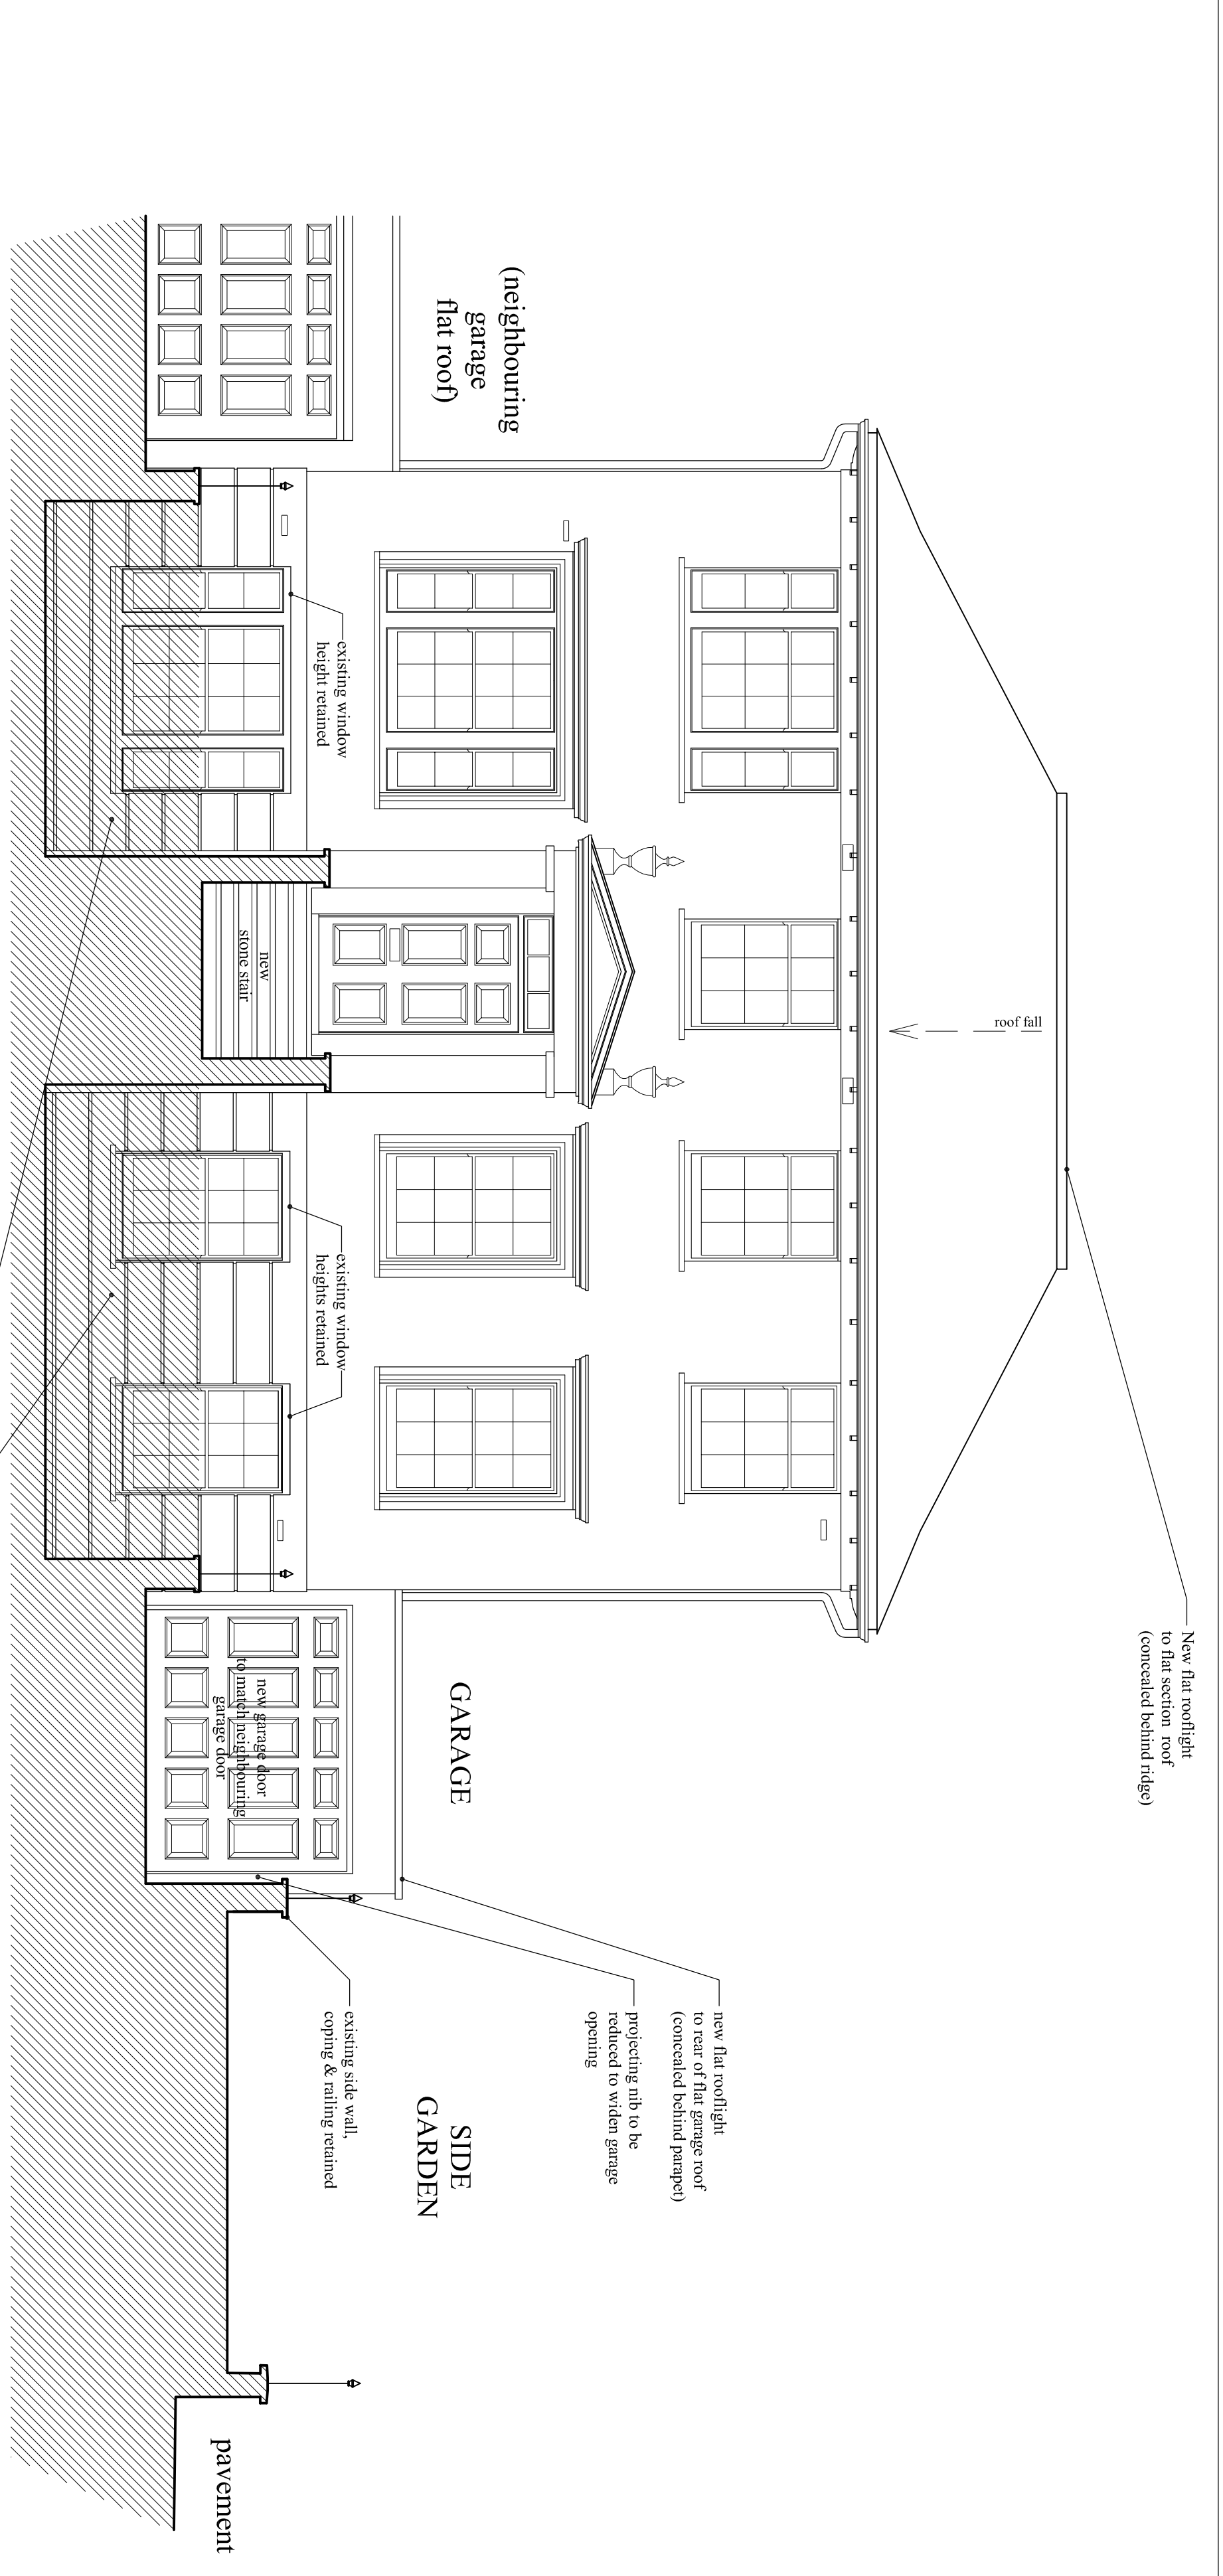 New flat rooflight
to flat section roof
(concealed behind ridge)
roof fall
(neighbouring
garage
flat roof)
GARAGE
new flat rooflight
to rear of flat garage roof
(concealed behind parapet)
projecting nib to be
reduced to widen garage
opening
SIDE
GARDEN
existing side wall,
coping & railing retained
existing window
height retained
existing window
heights retained
new
stone stair
new garage door
to match neighbouring
garage door
pavement